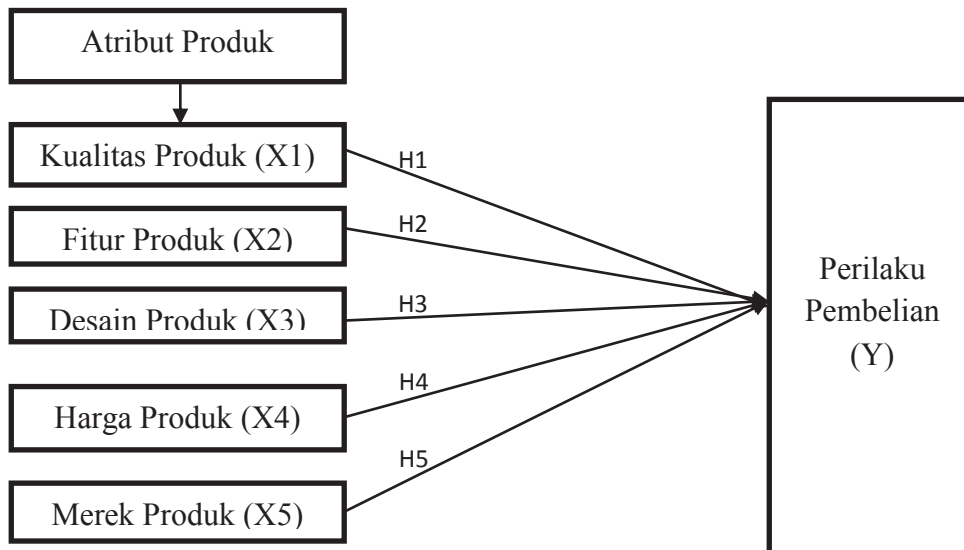 Atribut Produk
Kualitas Produk (X1)
H1
Fitur Produk (X2)
H2
Desain Produk (X3)
H3
Harga Produk (X4)
H4
Merek Produk (X5)
H5
Perilaku
Pembelian
(Y)